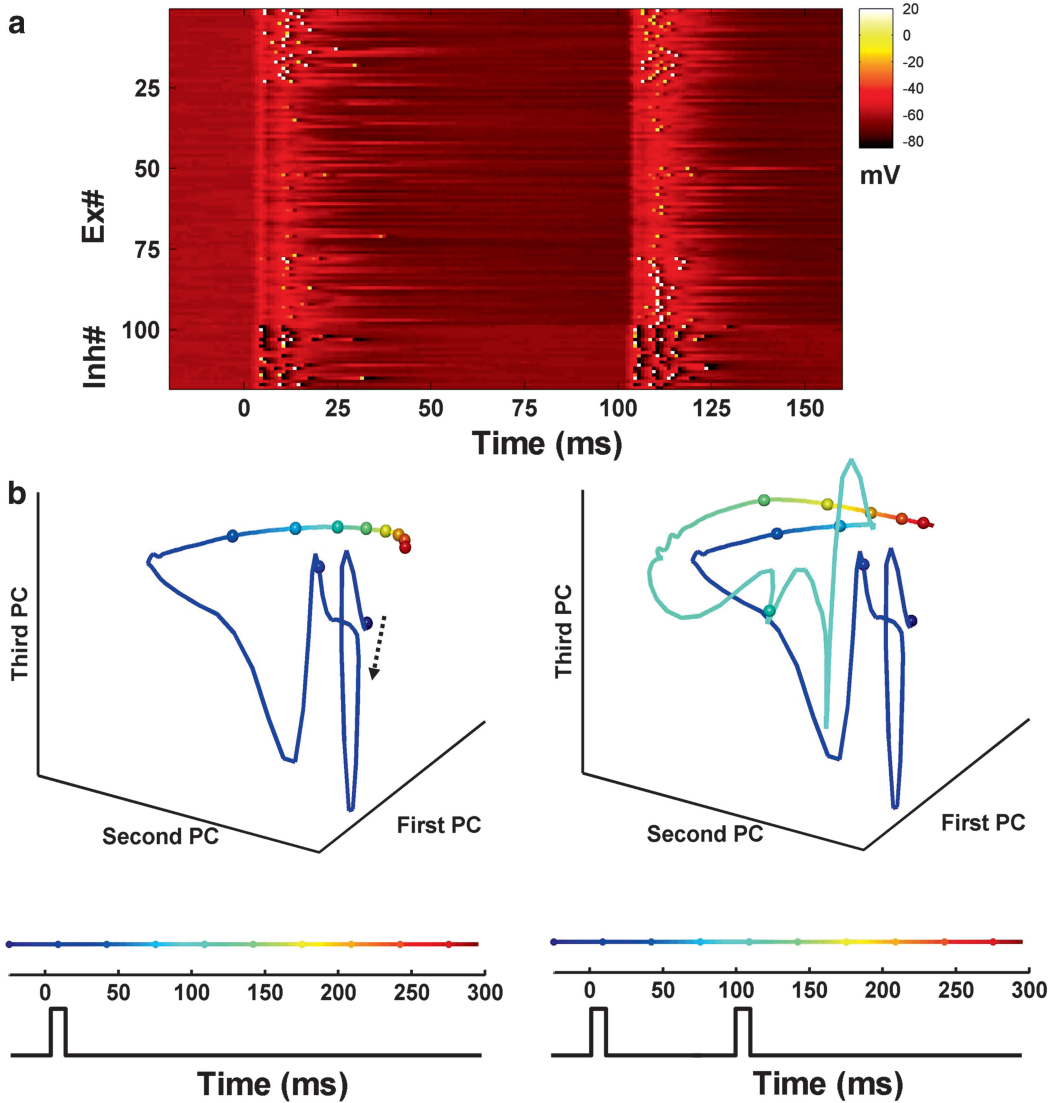 a
20
0
-20
-40
-60
-80
mV
Ex#
Inh#
25
50
75
100
0 25 50 75 100 125 150
Time (ms)
b
Third PC
Second PC
First PC
Third PC
Second PC
First PC
0 50 100 150 200 250 300
Time (ms)
0 50 100 150 200 250 300
Time (ms)